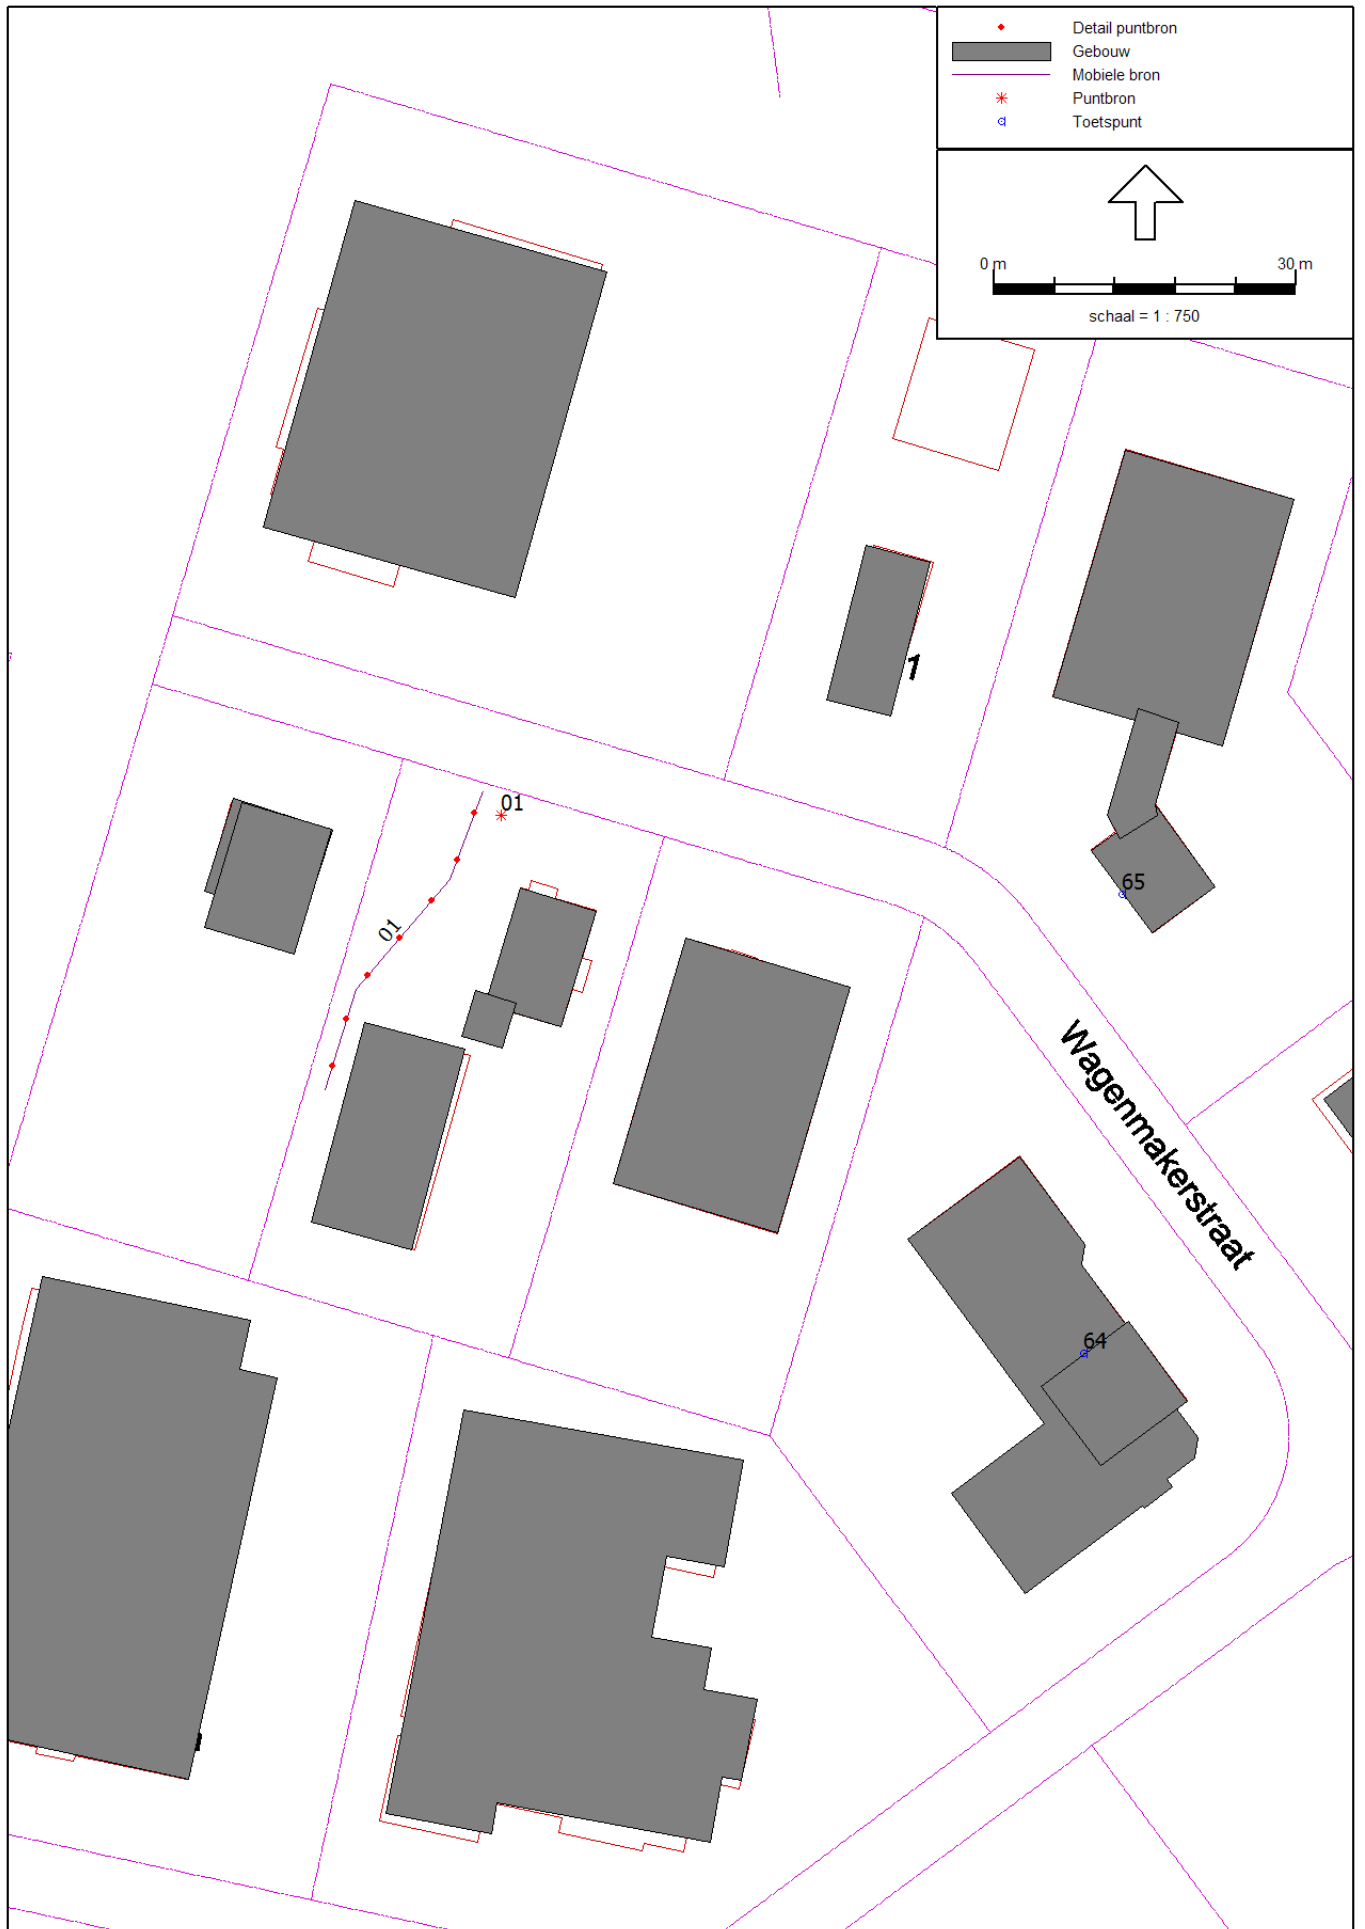 Detail puntbron
Gebouw
Mobiele bron
Puntbron
Toetspunt
0 m 30 m
schaal = 1 : 750
1
01
65
01
Wagenmakerstraat
64